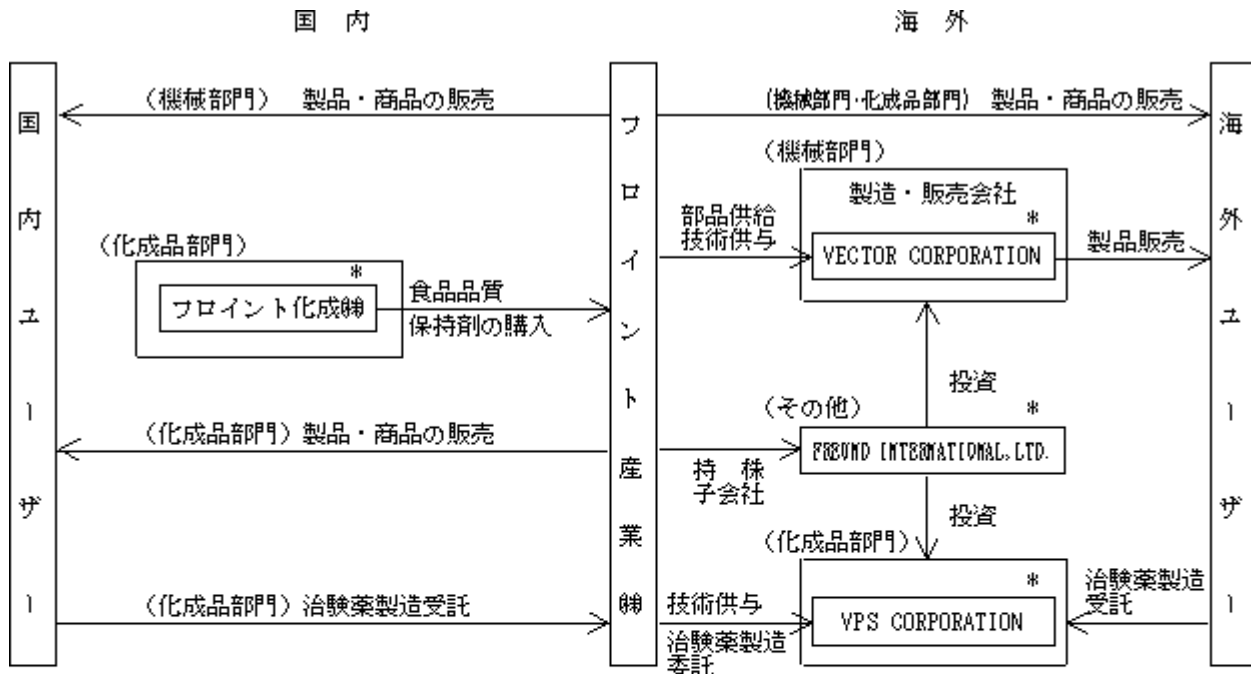 国 内
海 外
国内ユーザー
フロイント産業㈱
海外ユーザー
(機械部門) 製品・商品の販売
(機械部門・化成品部門) 製品・商品の販売
(機械部門)
製造・販売会社
*
VECTOR CORPORATION
部品供給
技術供与
製品販売
(化成品部門)
*
フロイント化成㈱
食品品質
保持剤の購入
投資
(その他)
*
FREUND INTERNATIONAL, LTD.
(化成品部門) 製品・商品の販売
持 株
子会社
投資
(化成品部門)
*
VPS CORPORATION
(化成品部門) 治験薬製造受託
技術供与
治験薬製造
委託
治験薬製造
受託